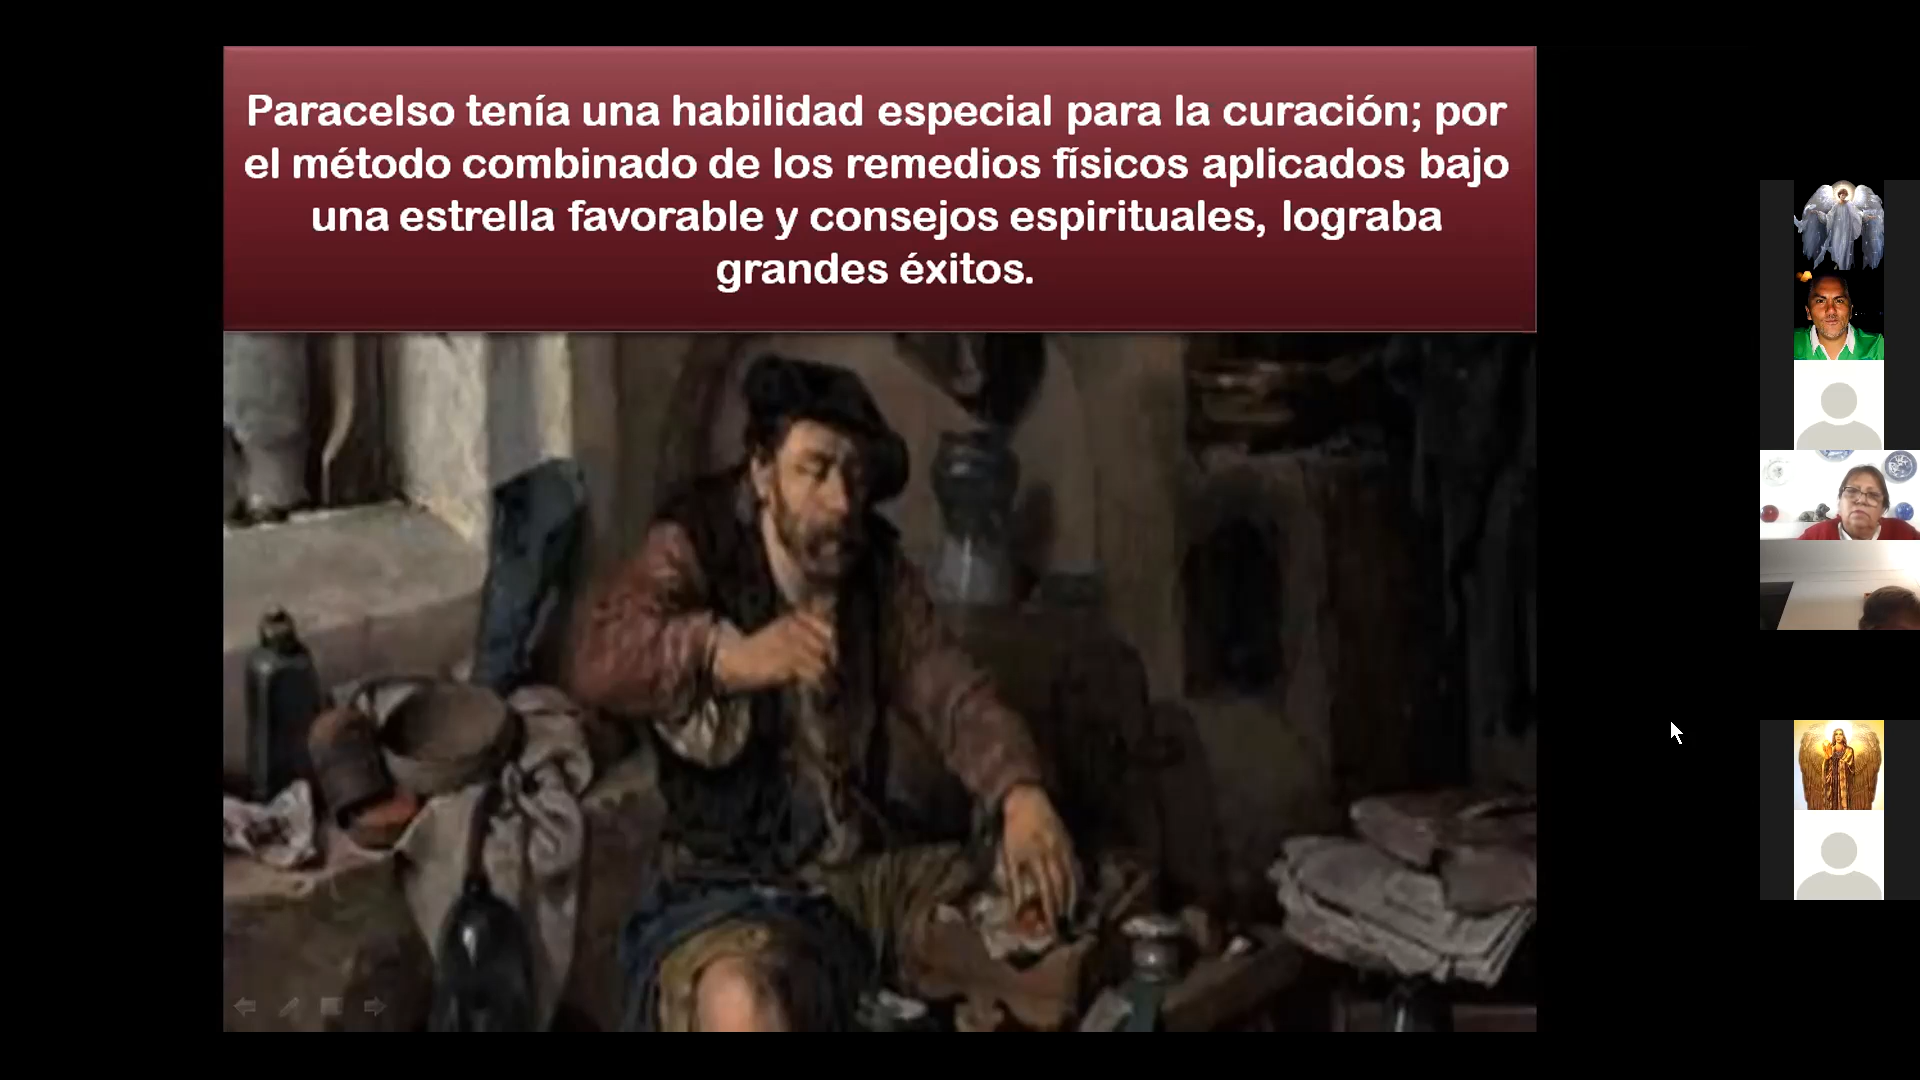 Paracelso tenía una habilidad especial para la curación; por
el método combinado de los remedios físicos aplicados bajo
una estrella favorable y consejos espirituales, lograba
grandes éxitos.